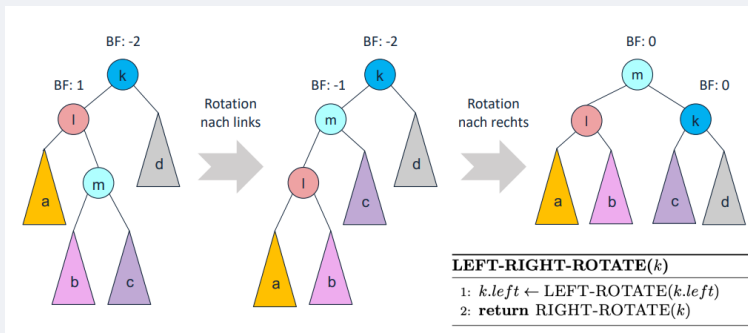 BF: -2
k
BF: 1
l
m
d
a
b
c
Rotation
nach links
BF: -2
k
BF: -1
m
d
l
c
a
b
Rotation
nach rechts
BF: 0
m
BF: 0
l
k
a
b
c
d
LEFT-RIGHT-ROTATE(k)
1: k.left ← LEFT-ROTATE(k.left)
2: return RIGHT-ROTATE(k)